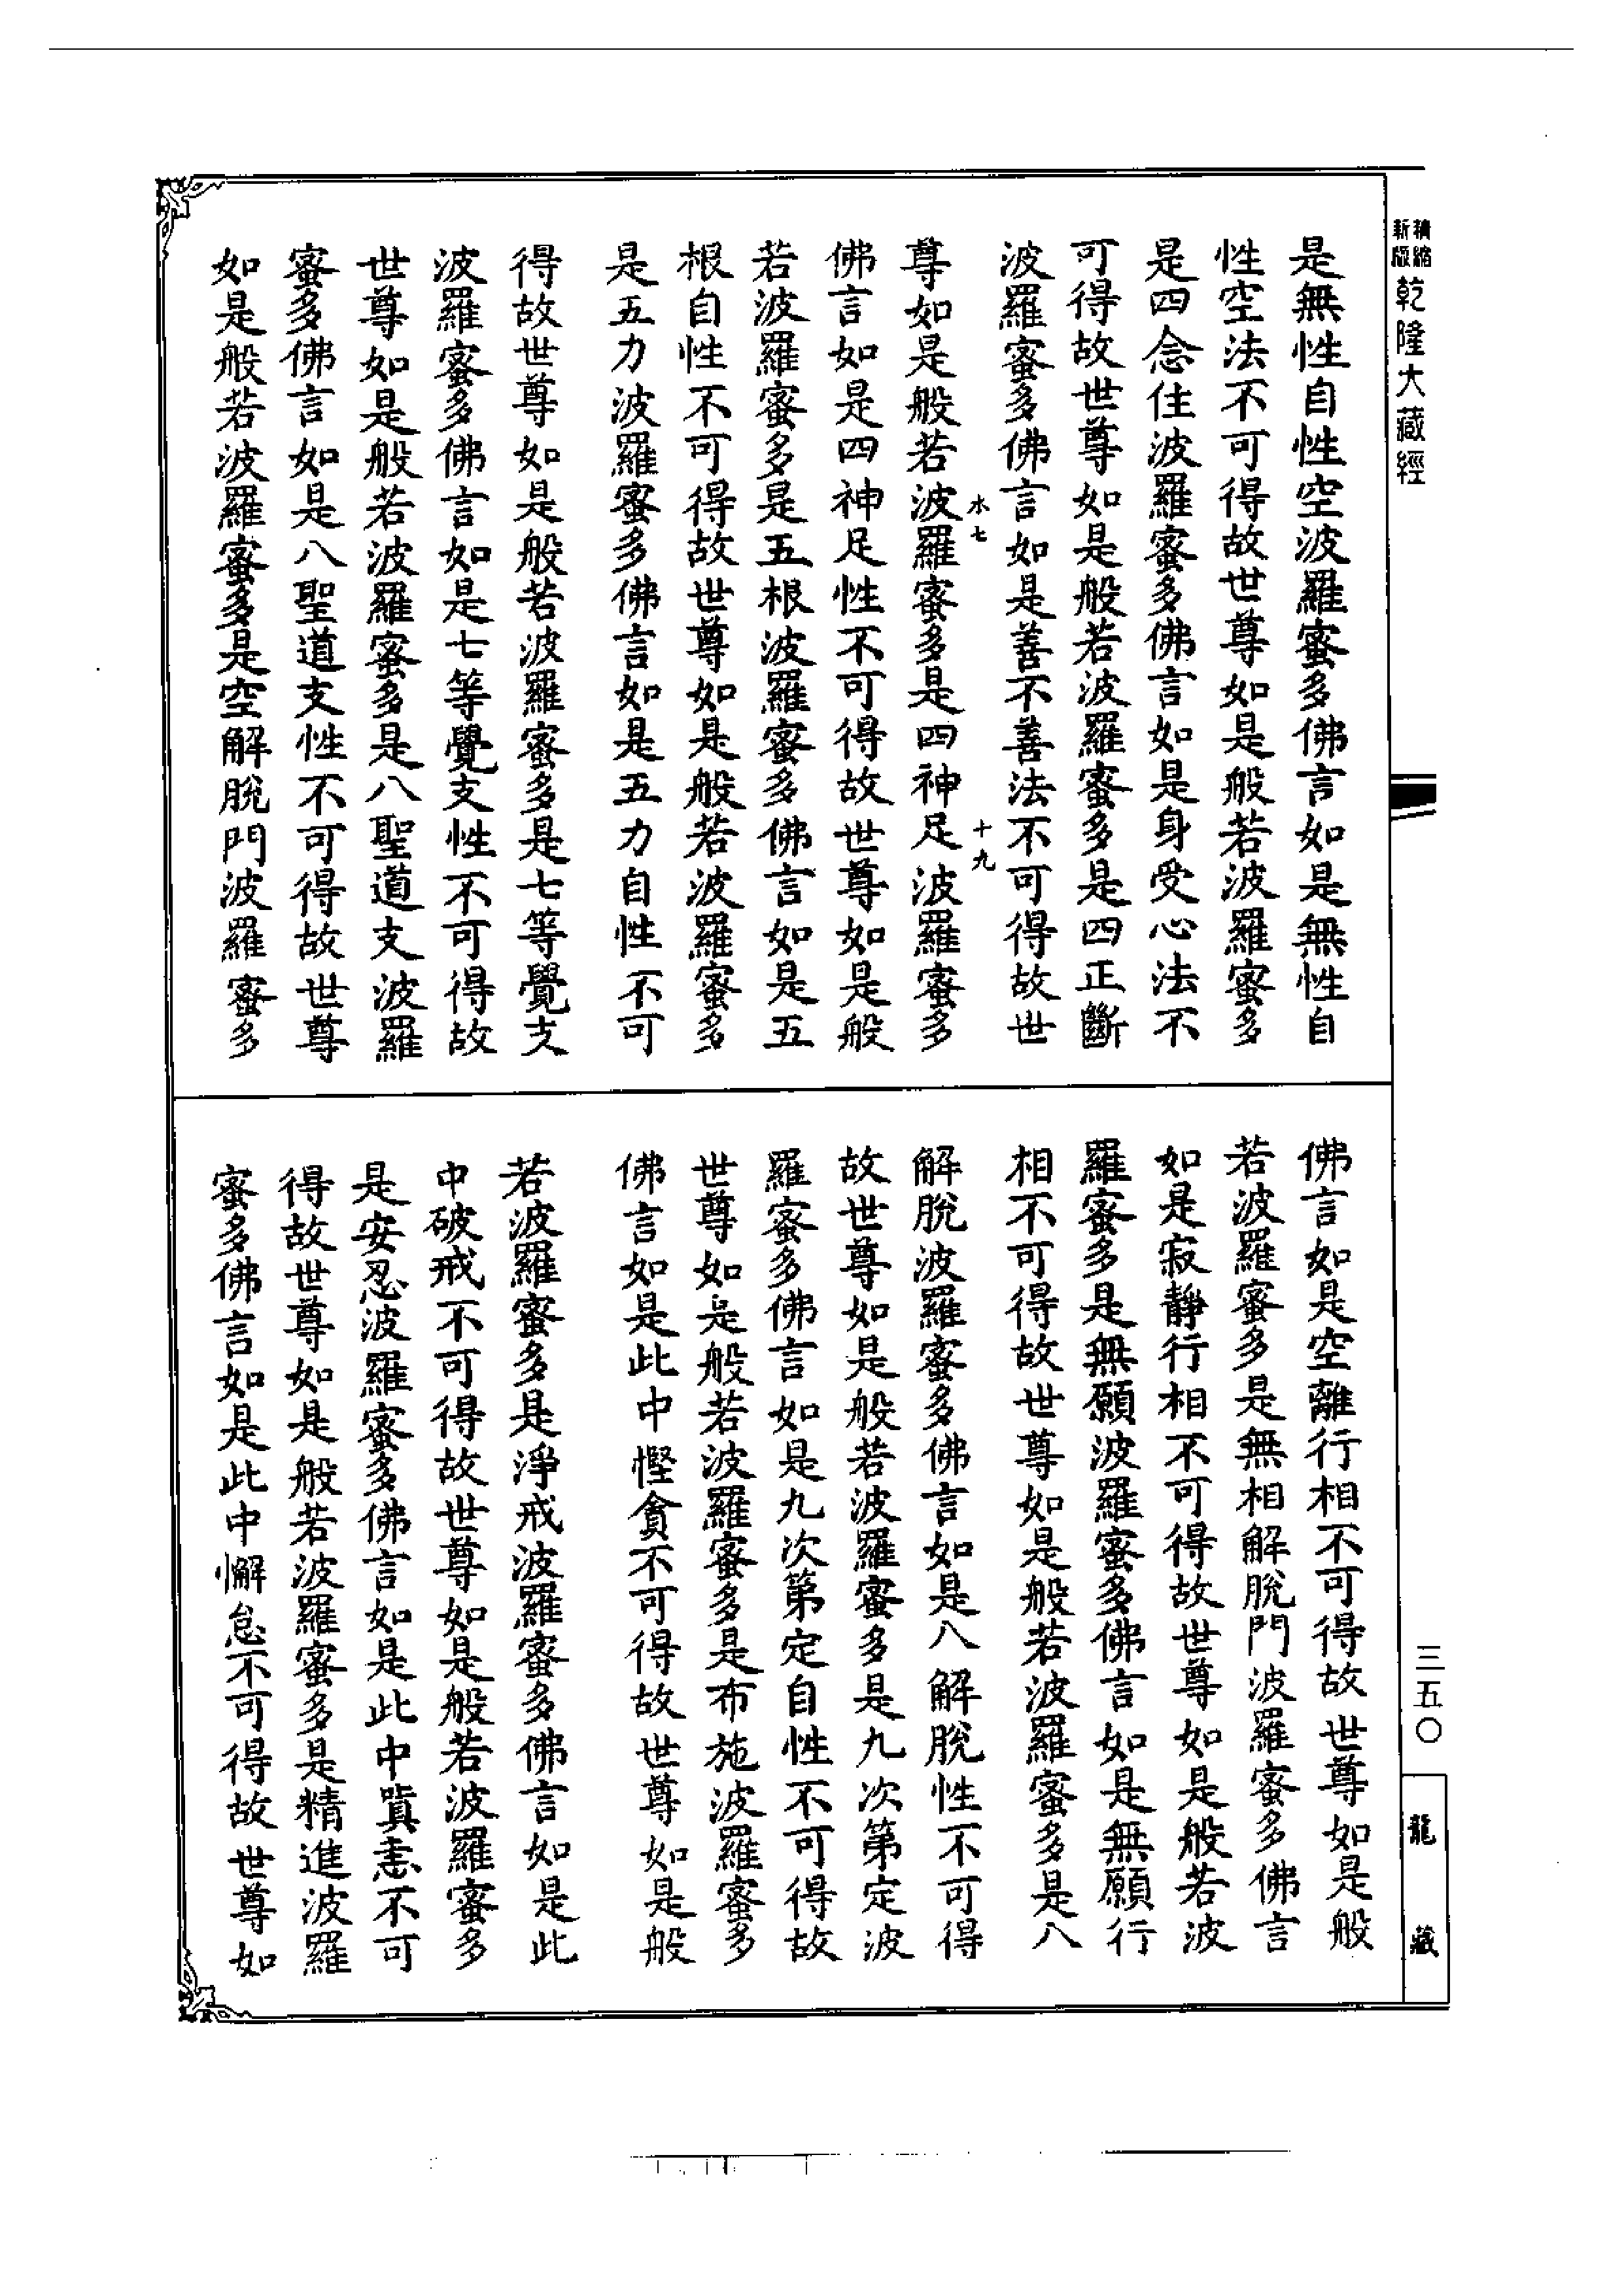 新版精縮
乾隆大藏經
是無性自性空波羅蜜多佛言如是無性自
性空法不可得故世尊如是般若波羅蜜多
是四念住波羅蜜多佛言如是身受心法不
可得故世尊如是般若波羅蜜多是四正斷
波羅蜜多佛言如是善不善法不可得故世
水七
十九
尊如是般若波羅蜜多是四神足波羅蜜多
佛言如是四神足性不可得故世尊如是般
若波羅蜜多是五根波羅蜜多佛言如是五
根自性不可得故世尊如是般若波羅蜜多
是五力波羅蜜多佛言如是五力自性不可
得故世尊如是般若波羅蜜多是七等覺支
波羅蜜多佛言如是七等覺支性不可得故
世尊如是般若波羅蜜多是八聖道支波羅
蜜多佛言如是八聖道支性不可得故世尊
如是般若波羅蜜多是空解脫門波羅蜜多
佛言如是空離行相不可得故世尊如是般
若波羅蜜多是無相解脫門波羅蜜多佛言
如是寂靜行相不可得故世尊如是般若波
羅蜜多是無願波羅蜜多佛言如是無願行
相不可得故世尊如是般若波羅蜜多是八
解脫波羅蜜多佛言如是八解脫性不可得
故世尊如是般若波羅蜜多是九次第定波
羅蜜多佛言如是九次第定自性不可得故
世尊如是般若波羅蜜多是布施波羅蜜多
佛言如是此中慳貪不可得故世尊如是般
若波羅蜜多是淨戒波羅蜜多佛言如是此
中破戒不可得故世尊如是般若波羅蜜多
是安忍波羅蜜多佛言如是此中瞋恚不可
得故世尊如是般若波羅蜜多是精進波羅
蜜多佛言如是此中懈怠不可得故世尊如
三五〇
龍藏